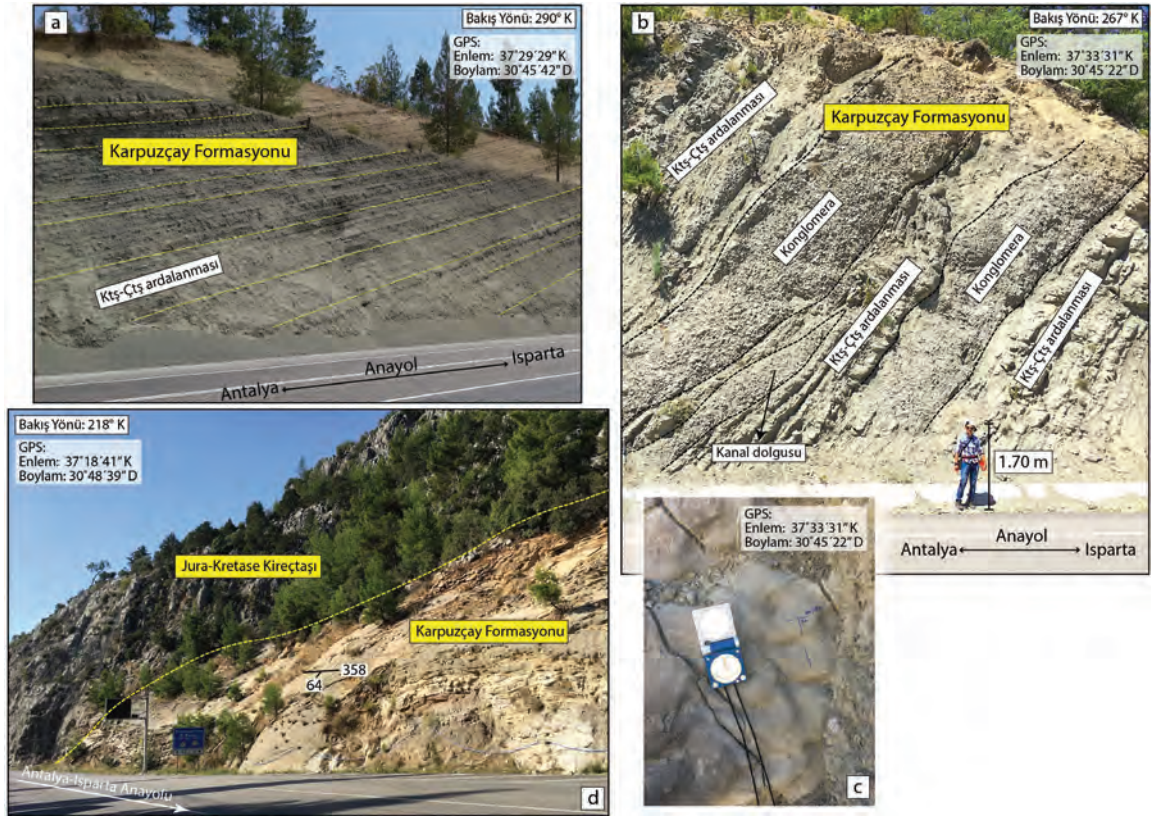 a
Bakış Yönü: 290° K
GPS:
Enlem: 37°29´29"K
Boylam: 30°45´42"D
Karpuzçay Formasyonu
Ktş-Çtş ardalanması
Antalya
Anayol
Isparta
b
Bakış Yönü: 267° K
GPS:
Enlem: 37°33´31"K
Boylam: 30°45´22"D
Ktş-Çtş ardalanması
Karpuzçay Formasyonu
Konglomera
Konglomera
Ktş-Çtş ardalanması
Ktş-Çtş ardalanması
Kanal dolgusu
1.70 m
Antalya
Anayol
Isparta
GPS:
Enlem: 37°33´31"K
Boylam: 30°45´22"D
c
Bakış Yönü: 218° K
GPS:
Enlem: 37°18´41"K
Boylam: 30°48´39"D
Jura-Kretase Kireçtaşı
Karpuzçay Formasyonu
358
64
Antalya-Isparta Anayolu
d